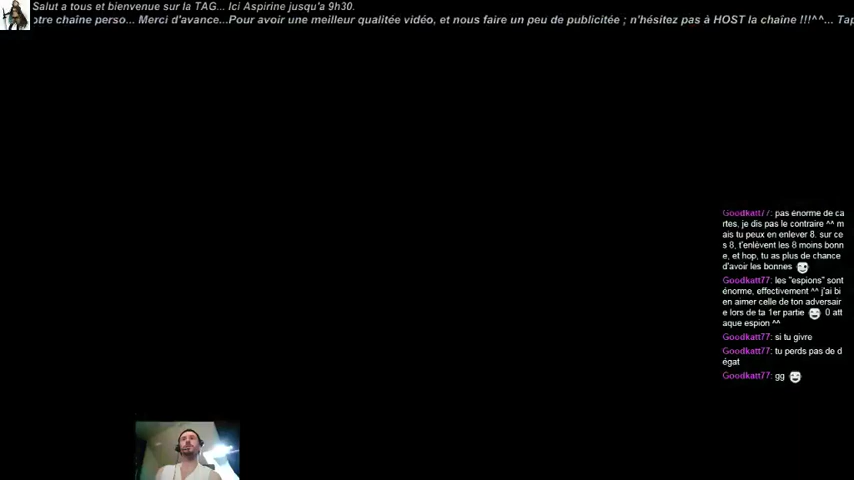 Salut a tous et bienvenue sur la TAG... Ici Aspirine jusqu'a 9h30.
otre chaîne perso... Merci d'avance...Pour avoir une meilleur qualitée vidéo, et nous faire un peu de publicitée ; n'hésitez pas à HOST la chaîne !!!^^... Tap
Goodkatt77: pas énorme de ca
rtes, je dis pas le contraire ^^ m
ais tu peux en enlever 8. sur ce
s 8, t'enlèvent les 8 moins bonn
e, et hop, tu as plus de chance
d'avoir les bonnes
Goodkatt77: les "espions" sont
énorme, effectivement ^^ j'ai bi
en aimer celle de ton adversair
e lors de ta 1er partie 0 att
aque espion ^^
Goodkatt77: si tu givre
Goodkatt77: tu perds pas de d
égat
Goodkatt77: gg